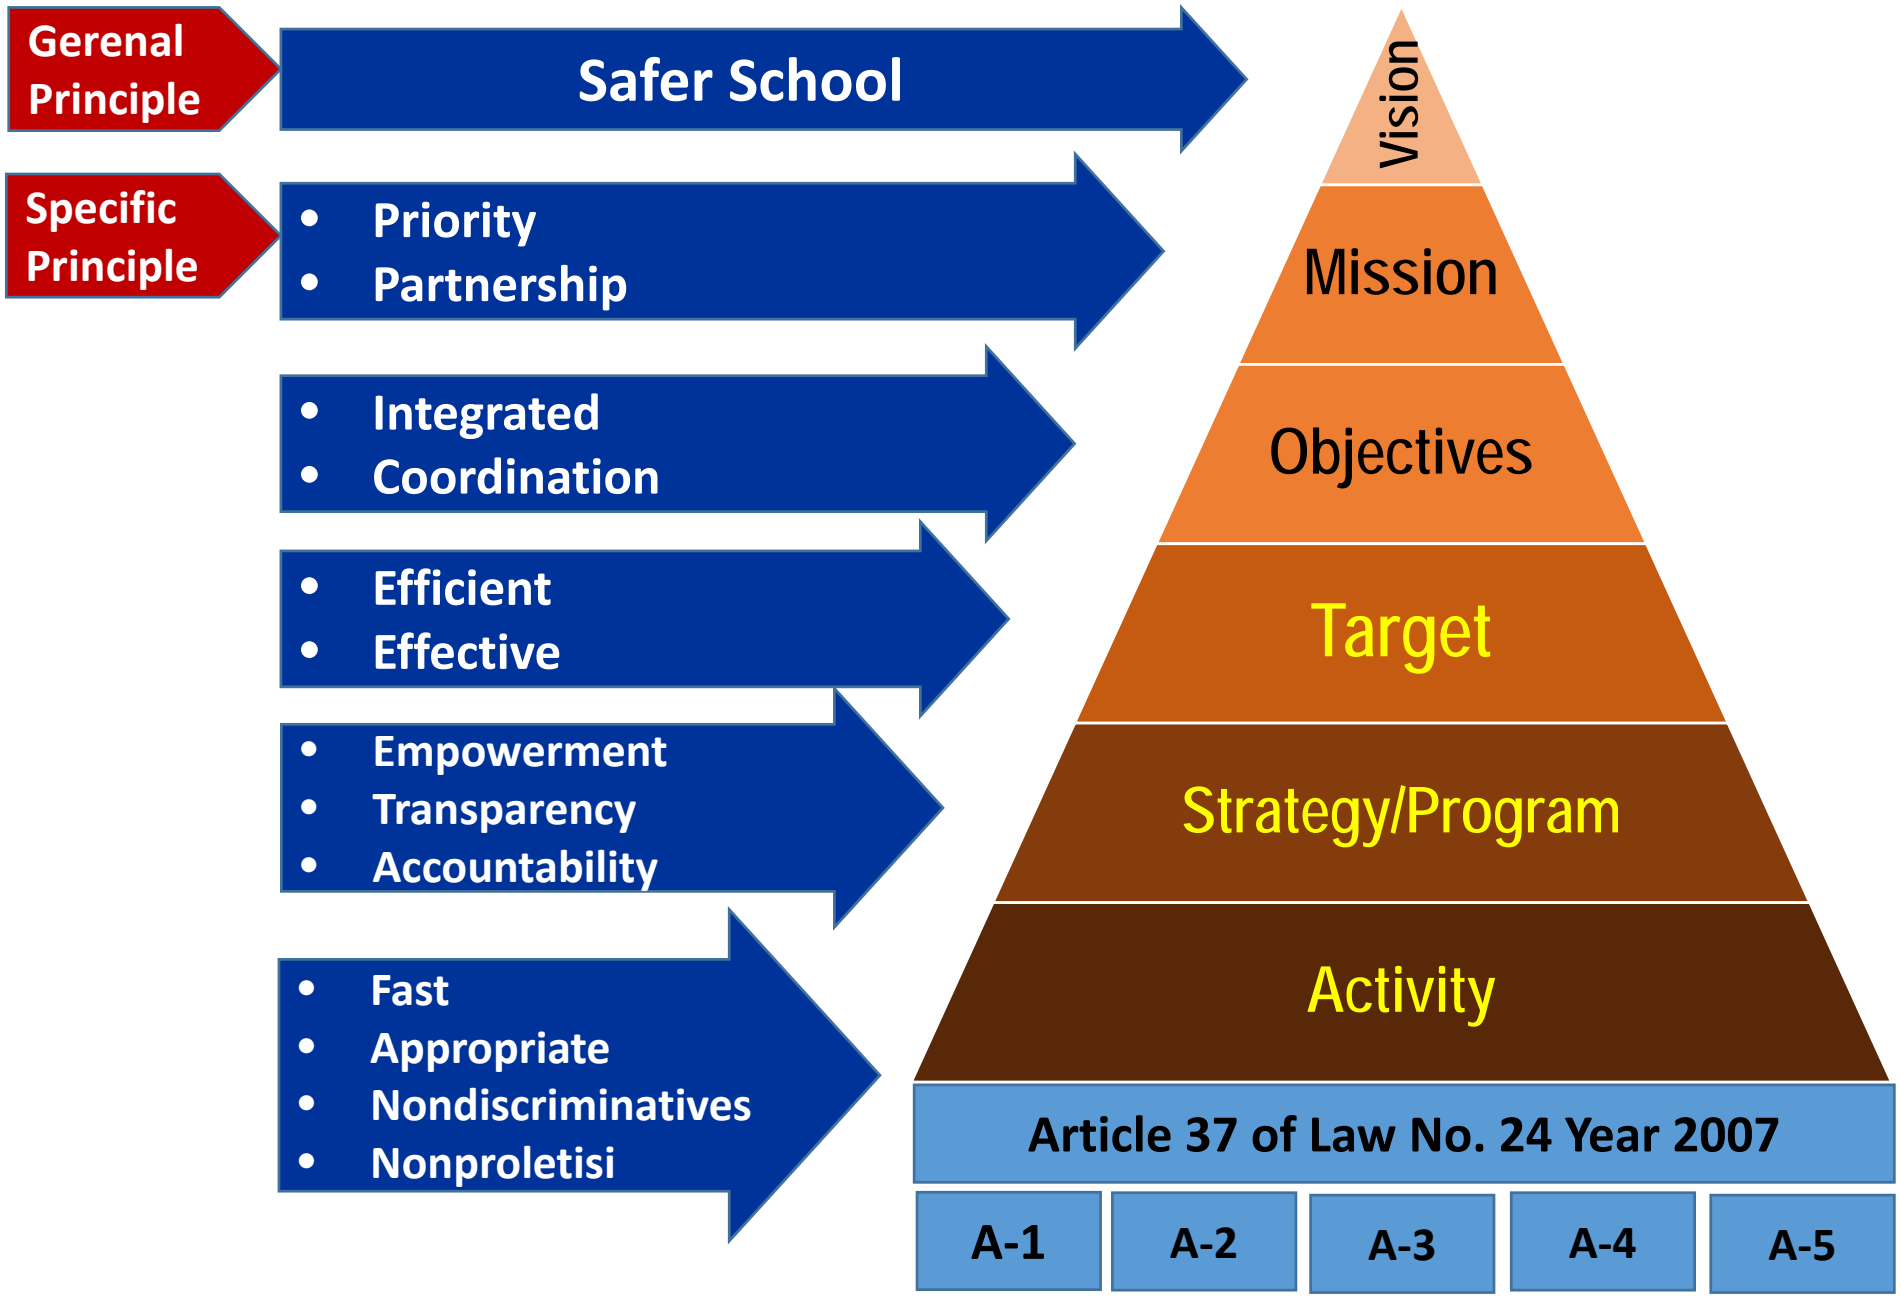 Gerenal
Principle
Safer School
Vision
Specific
Principle
• Priority
• Partnership
Mission
• Integrated
• Coordination
Objectives
• Efficient
• Effective
Target
• Empowerment
• Transparency
• Accountability
Strategy/Program
• Fast
• Appropriate
• Nondiscriminatives
• Nonproletisi
Activity
Article 37 of Law No. 24 Year 2007
A-1 A-2 A-3 A-4 A-5